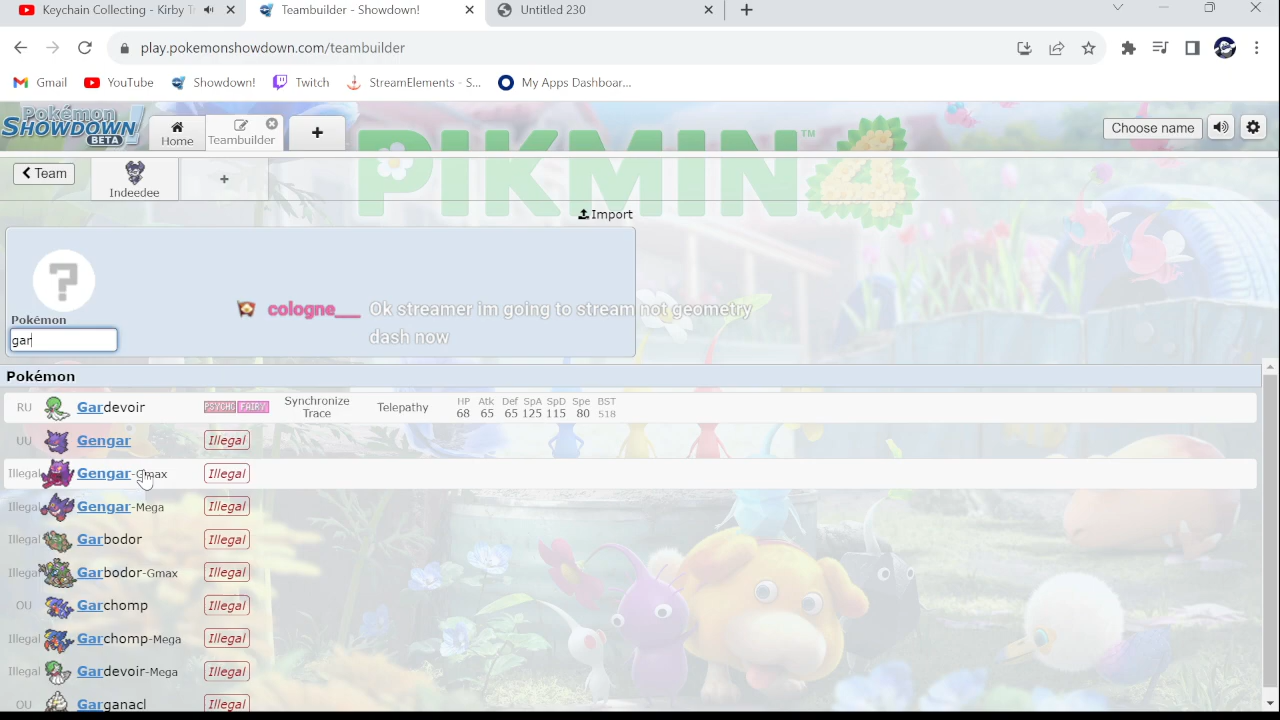 Keychain Collecting - Kirby Tr
Teambuilder - Showdown!
Untitled 230
play.pokemonshowdown.com/teambuilder
Gmail
YouTube
Showdown!
Twitch
StreamElements - S...
My Apps Dashboar...
Pokémon
SHOWDOWN!
BETA
Home
Teambuilder
+
Choose name
PIKMIN 4
TM
Team
Indeedee
+
Import
Pokémon
gar
cologne___ Ok streamer im going to stream not geometry
dash now
Pokémon
RU Gardevoir PSYCHC FAIRY Synchronize Trace Telepathy HP 68 Atk 65 Def 65 SpA 125 SpD 115 Spe 80 BST 518
UU Gengar Illegal
Illegal Gengar-Gmax Illegal
Illegal Gengar-Mega Illegal
Illegal Garbodor Illegal
Illegal Garbodor-Gmax Illegal
OU Garchomp Illegal
Illegal Garchomp-Mega Illegal
Illegal Gardevoir-Mega Illegal
OU Garganacl Illegal